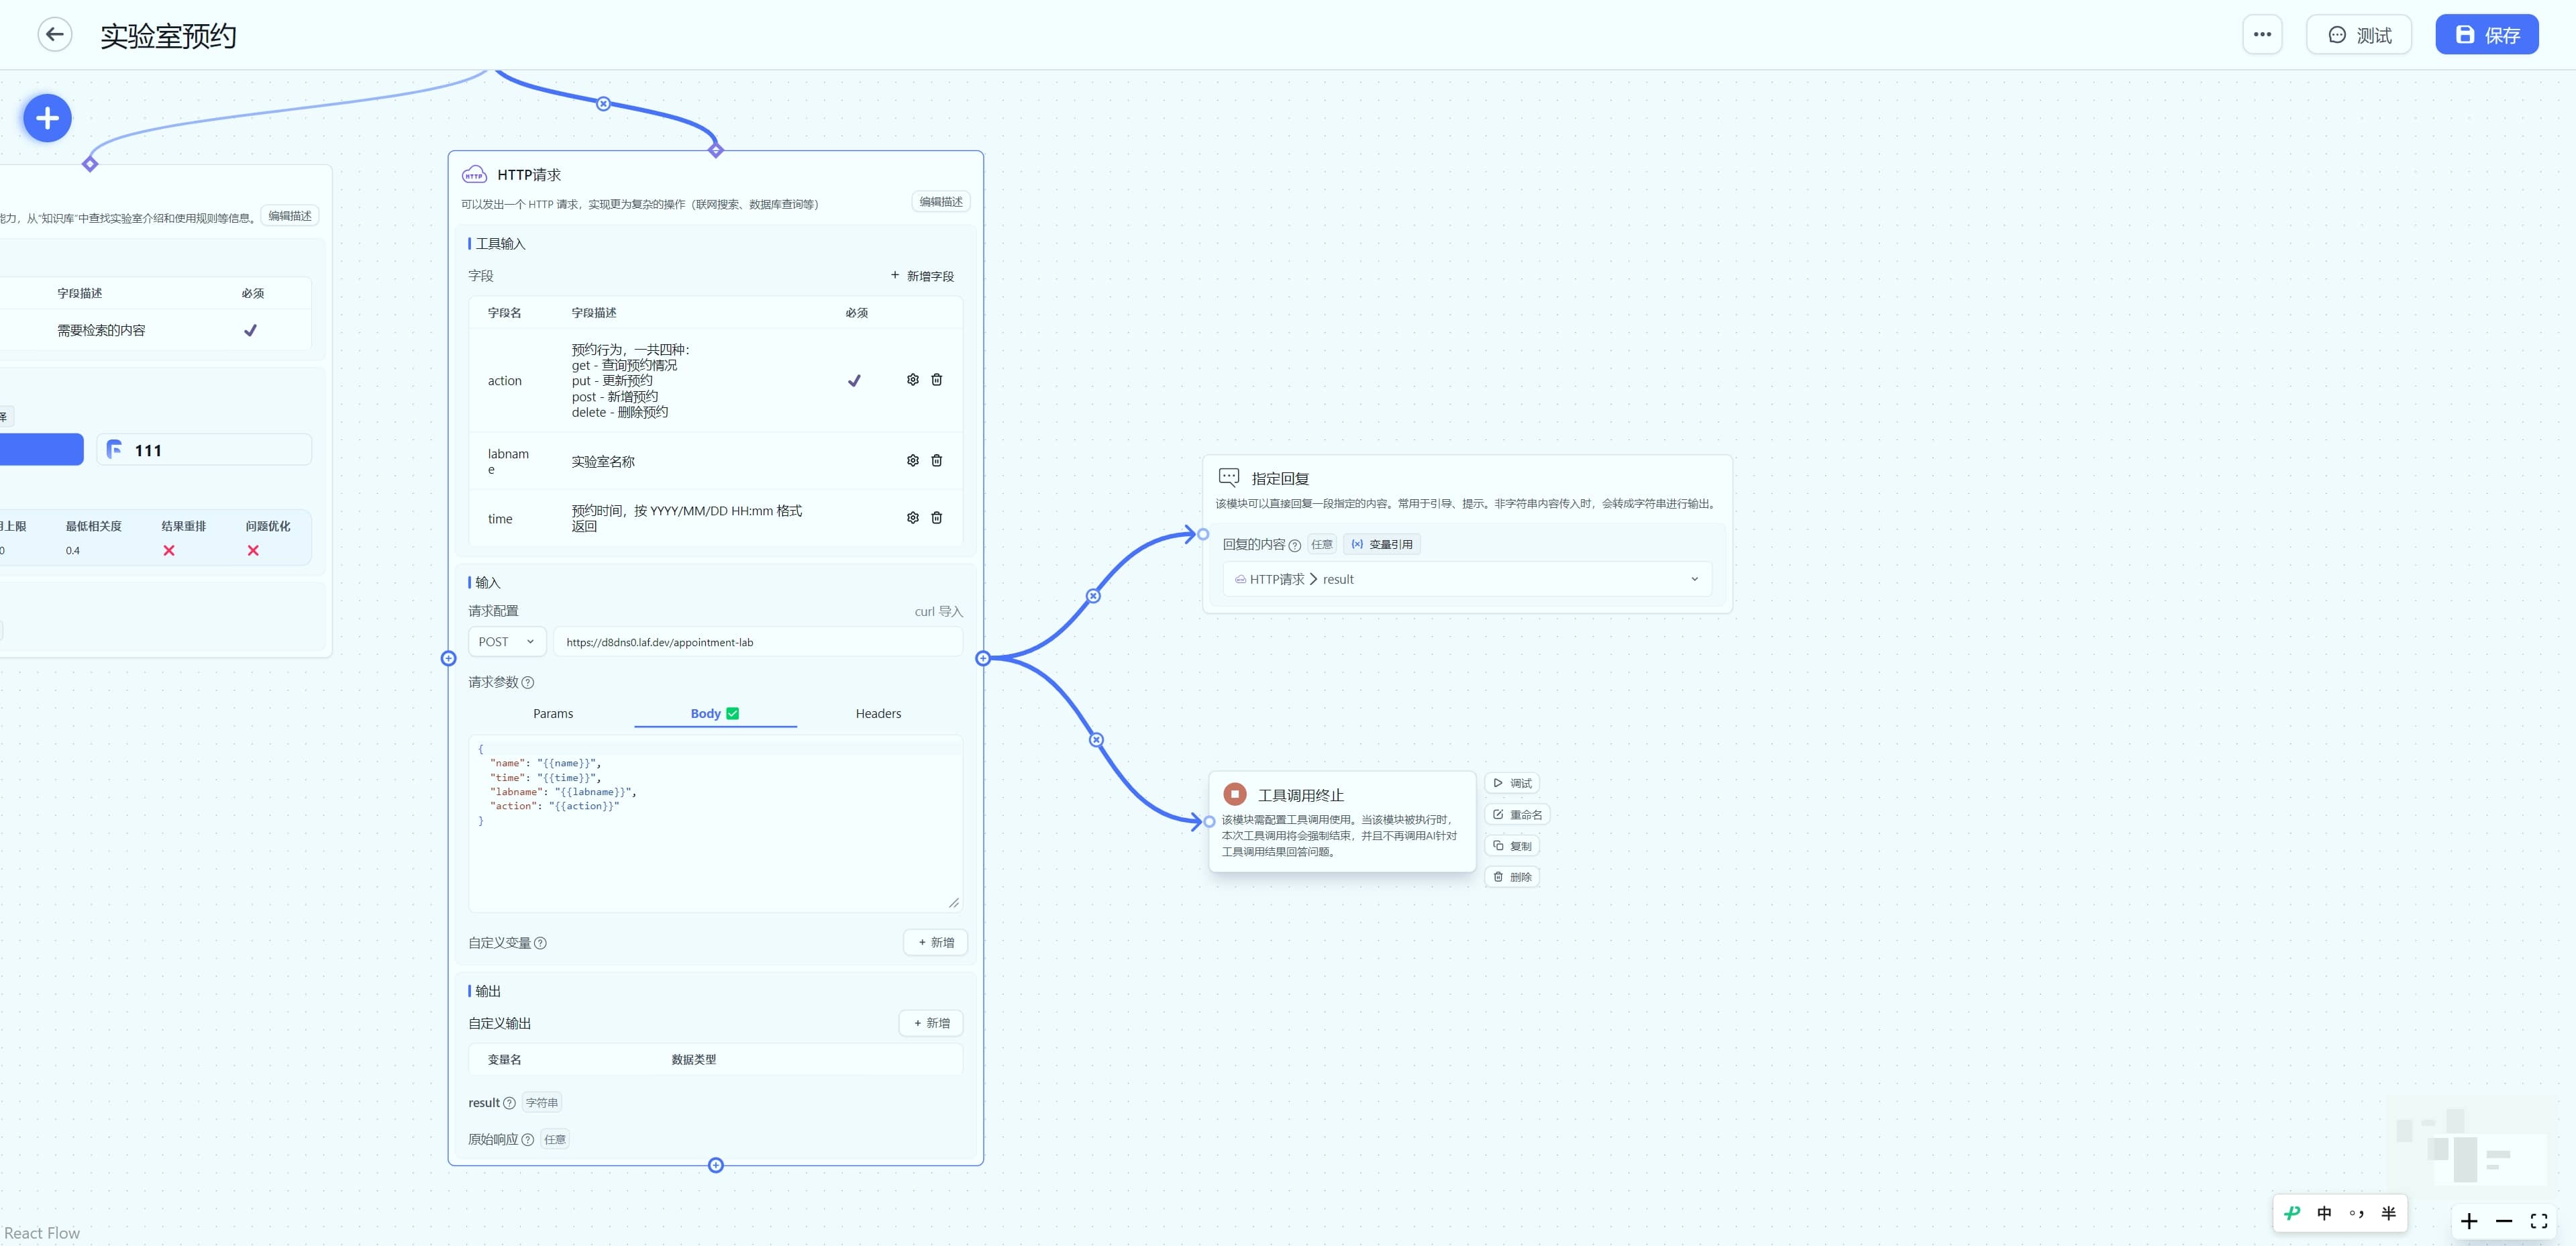 实验室预约
测试
保存
能力，从"知识库"中查找实验室介绍和使用规则等信息。
编辑描述
字段描述
必须
需要检索的内容
择
111
用上限
最低相关度
结果重排
问题优化
0
0.4
HTTP
HTTP请求
可以发出一个 HTTP 请求，实现更为复杂的操作（联网搜索、数据库查询等）
编辑描述
工具输入
字段
+ 新增字段
字段名
字段描述
必须
action
预约行为，一共四种：
get - 查询预约情况
put - 更新预约
post - 新增预约
delete - 删除预约
labnam
e
实验室名称
time
预约时间，按 YYYY/MM/DD HH:mm 格式
返回
输入
请求配置
curl 导入
POST
https://d8dns0.laf.dev/appointment-lab
请求参数
Params
Body
Headers
{
"name": "{{name}}",
"time": "{{time}}",
"labname": "{{labname}}",
"action": "{{action}}"
}
自定义变量
+ 新增
输出
自定义输出
+ 新增
变量名
数据类型
result
字符串
原始响应
任意
指定回复
该模块可以直接回复一段指定的内容。常用于引导、提示。非字符串内容传入时，会转成字符串进行输出。
回复的内容
任意
(x) 变量引用
HTTP请求 > result
工具调用终止
该模块需配置工具调用使用。当该模块被执行时，
本次工具调用将会强制结束，并且不再调用AI针对
工具调用结果回答问题。
调试
重命名
复制
删除
中 。， 半
React Flow